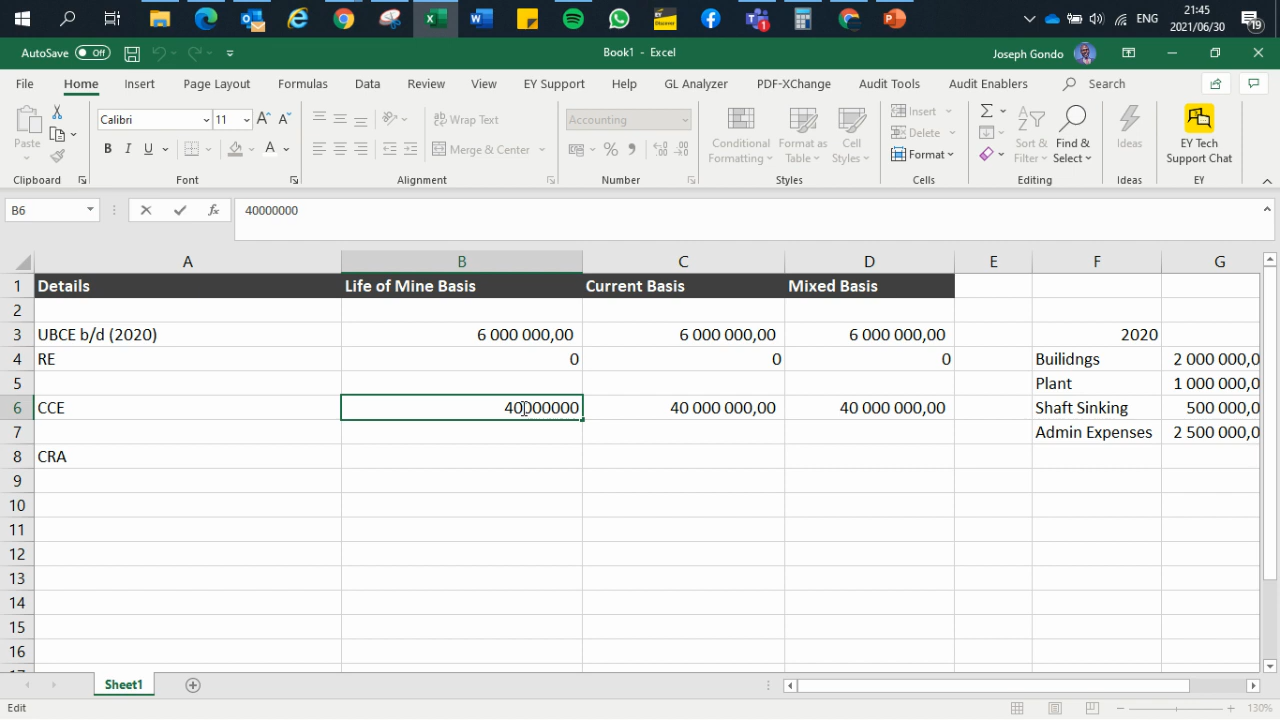 21:45
ENG
2021/06/30
19
AutoSave Off
Book1 - Excel
Joseph Gondo
File Home Insert Page Layout Formulas Data Review View EY Support Help GL Analyzer PDF-XChange Audit Tools Audit Enablers Search
Paste
Calibri 11
Wrap Text
Accounting
Merge & Center
Conditional Formatting
Format as Table
Cell Styles
Insert
Delete
Format
Sort & Filter
Find & Select
Ideas
EY Tech Support Chat
Clipboard Font Alignment Number Styles Cells Editing Ideas EY
B6 fx 40000000
A B C D E F G
1 Details Life of Mine Basis Current Basis Mixed Basis
2
3 UBCE b/d (2020) 6 000 000,00 6 000 000,00 6 000 000,00 2020
4 RE 0 0 0 Builidngs 2 000 000,0
5 Plant 1 000 000,0
6 CCE 40000000 40 000 000,00 40 000 000,00 Shaft Sinking 500 000,0
7 Admin Expenses 2 500 000,0
8 CRA
9
10
11
12
13
14
15
16
Sheet1
Edit
130%